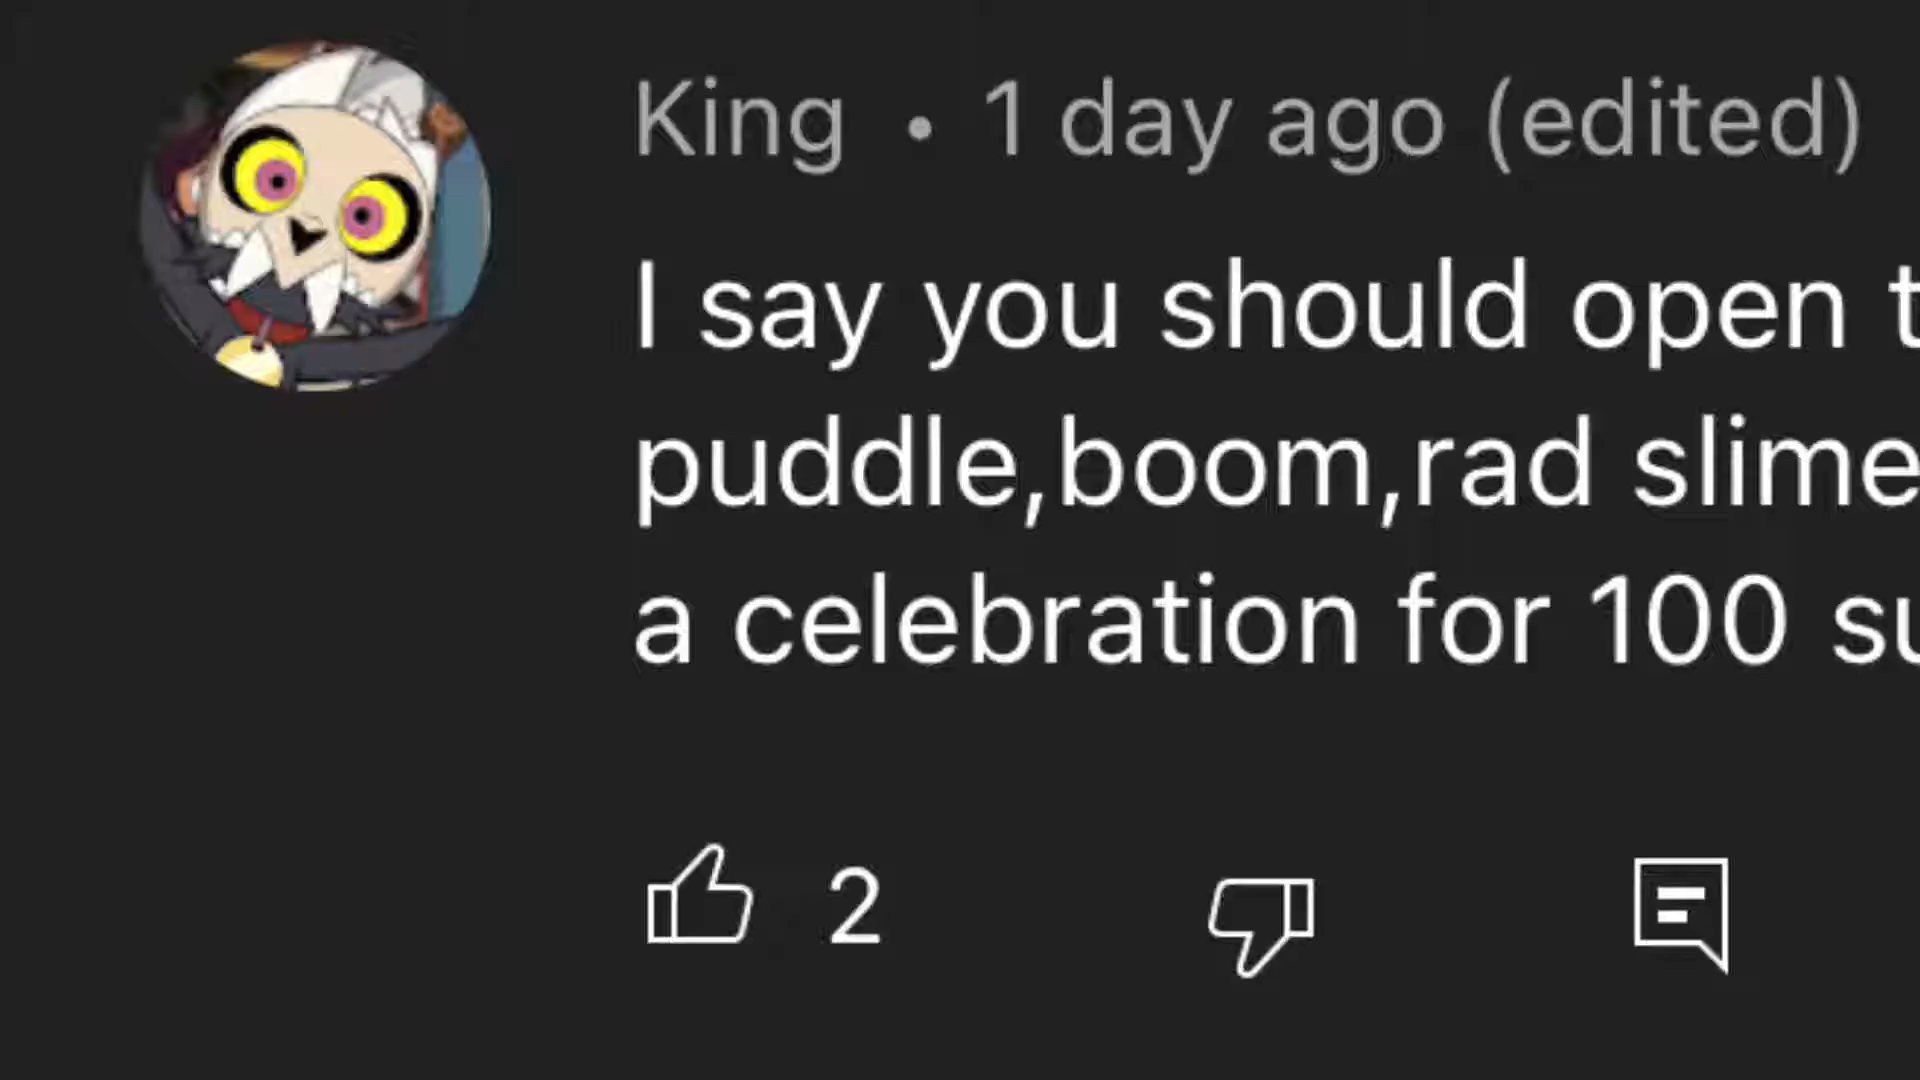 King • 1 day ago (edited)
I say you should open
puddle,boom,rad slime
a celebration for 100
2